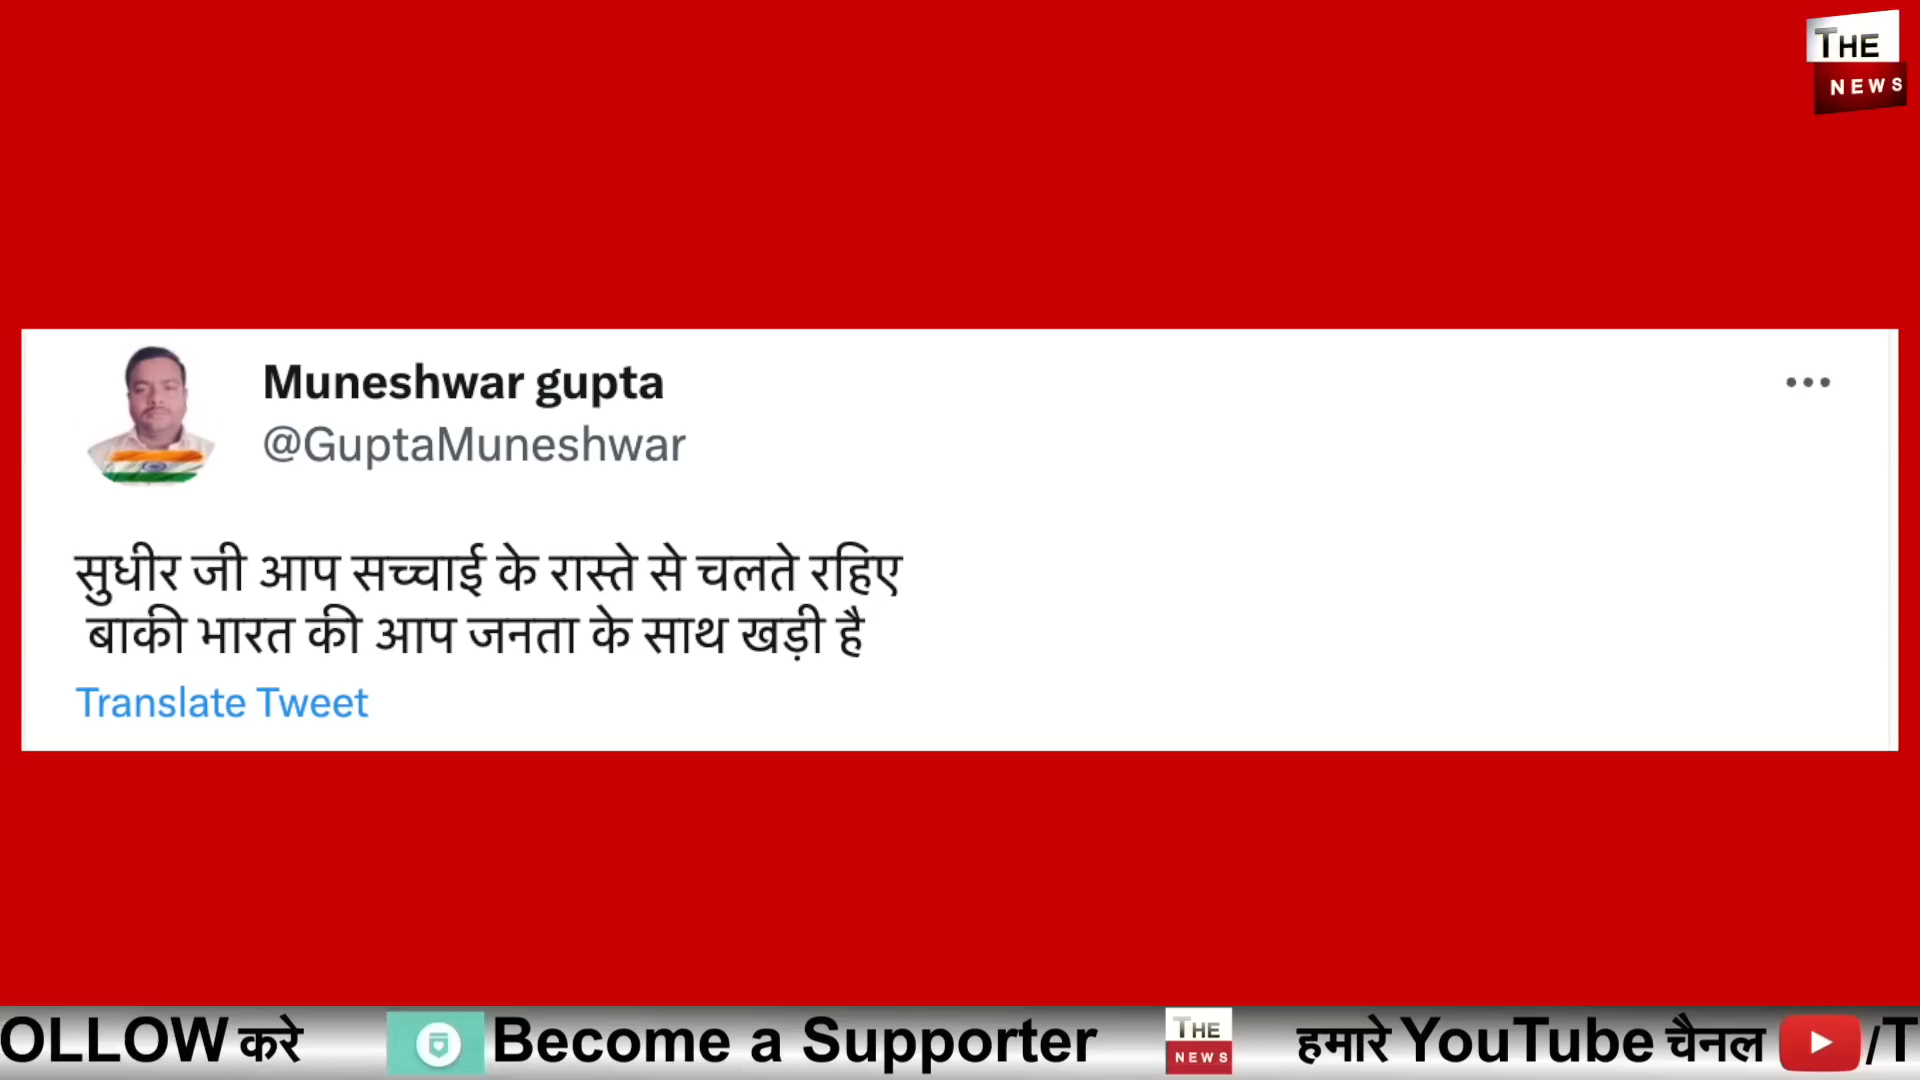 THE
NEWS
Muneshwar gupta
@GuptaMuneshwar
सुधीर जी आप सच्चाई के रास्ते से चलते रहिए
बाकी भारत की आप जनता के साथ खड़ी है
Translate Tweet
OLLOW करे Become a Supporter THE NEWS हमारे YouTube चैनल /T